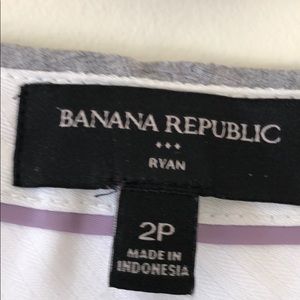 BANANA REPUBLIC
RYAN
2P
MADE IN
INDONESIA